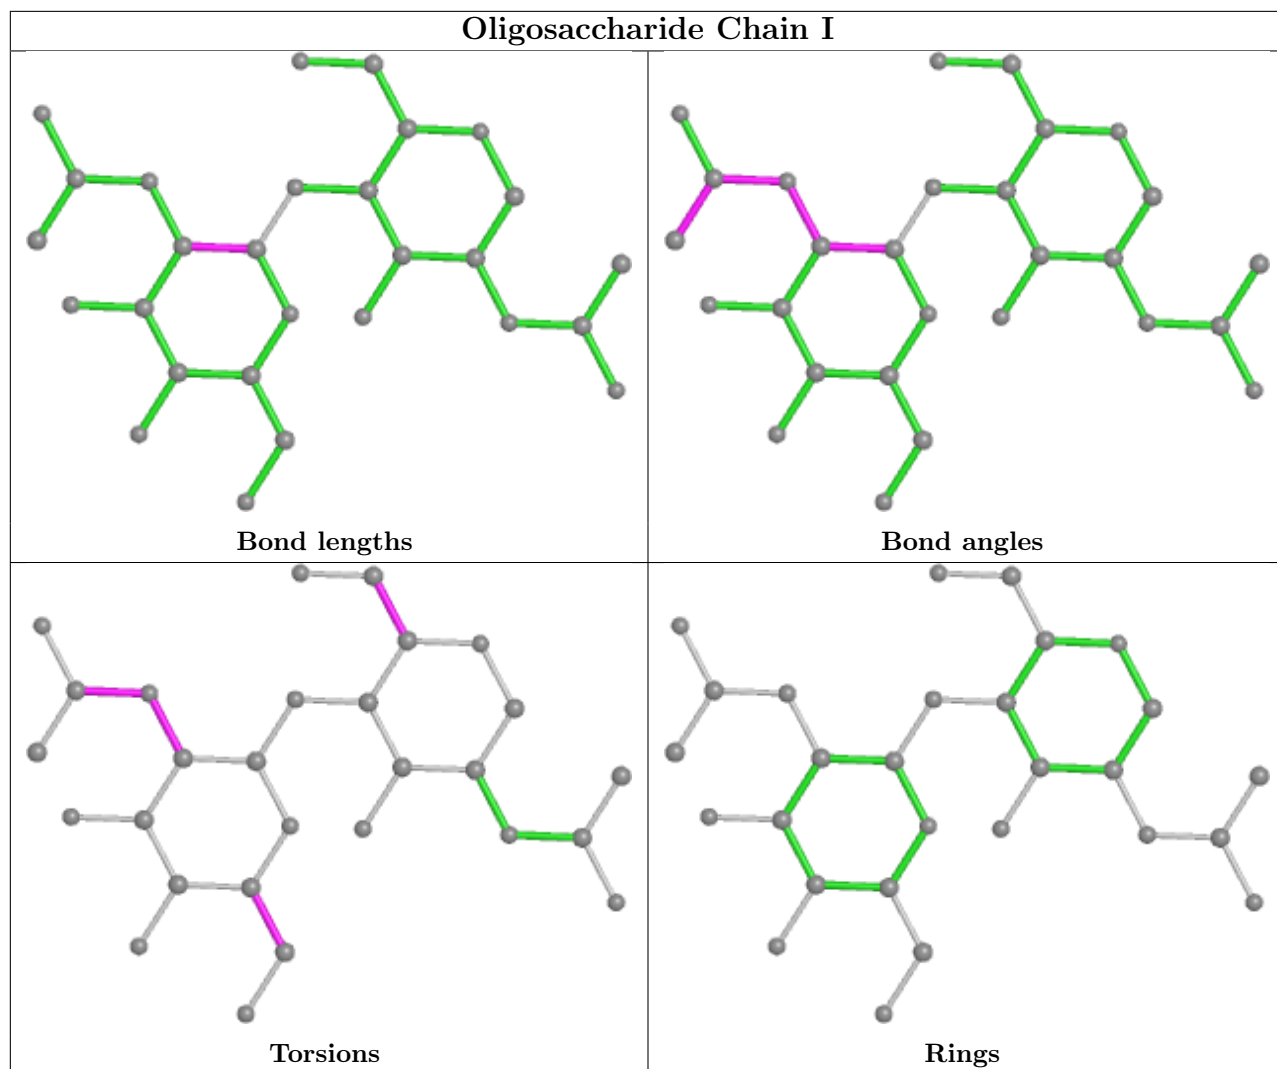 Oligosaccharide Chain I
Bond lengths
Bond angles
Torsions
Rings